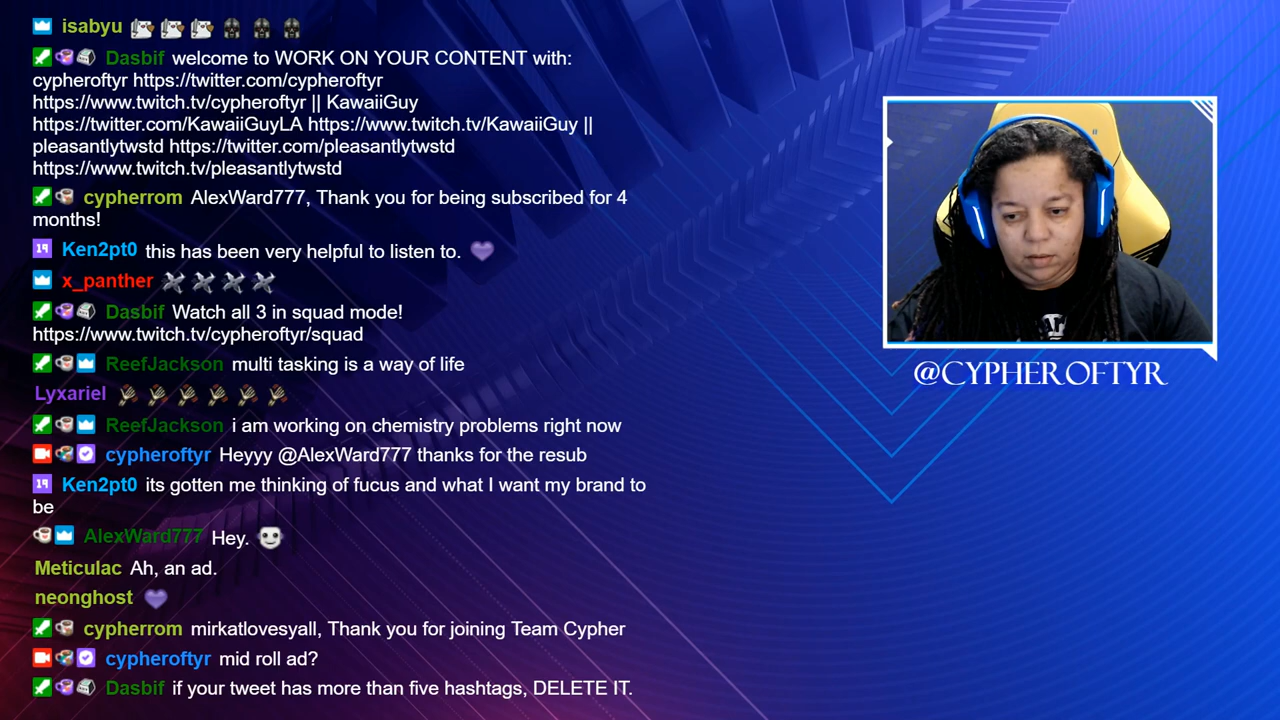 isabyu
Dasbif welcome to WORK ON YOUR CONTENT with:
cypheroftyr https://twitter.com/cypheroftyr
https://www.twitch.tv/cypheroftyr || KawaiiGuy
https://twitter.com/KawaiiGuyLA https://www.twitch.tv/KawaiiGuy ||
pleasantlytwstd https://twitter.com/pleasantlytwstd
https://www.twitch.tv/pleasantlytwstd
cypherrom AlexWard777, Thank you for being subscribed for 4
months!
19 Ken2pt0 this has been very helpful to listen to.
x_panther
Dasbif Watch all 3 in squad mode!
https://www.twitch.tv/cypheroftyr/squad
ReefJackson multi tasking is a way of life
Lyxariel
ReefJackson i am working on chemistry problems right now
cypheroftyr Heyyy @AlexWard777 thanks for the resub
19 Ken2pt0 its gotten me thinking of fucus and what I want my brand to
be
AlexWard777 Hey.
Meticulac Ah, an ad.
neonghost
cypherrom mirkatlovesyall, Thank you for joining Team Cypher
cypheroftyr mid roll ad?
Dasbif if your tweet has more than five hashtags, DELETE IT.
@CYPHEROFTYR